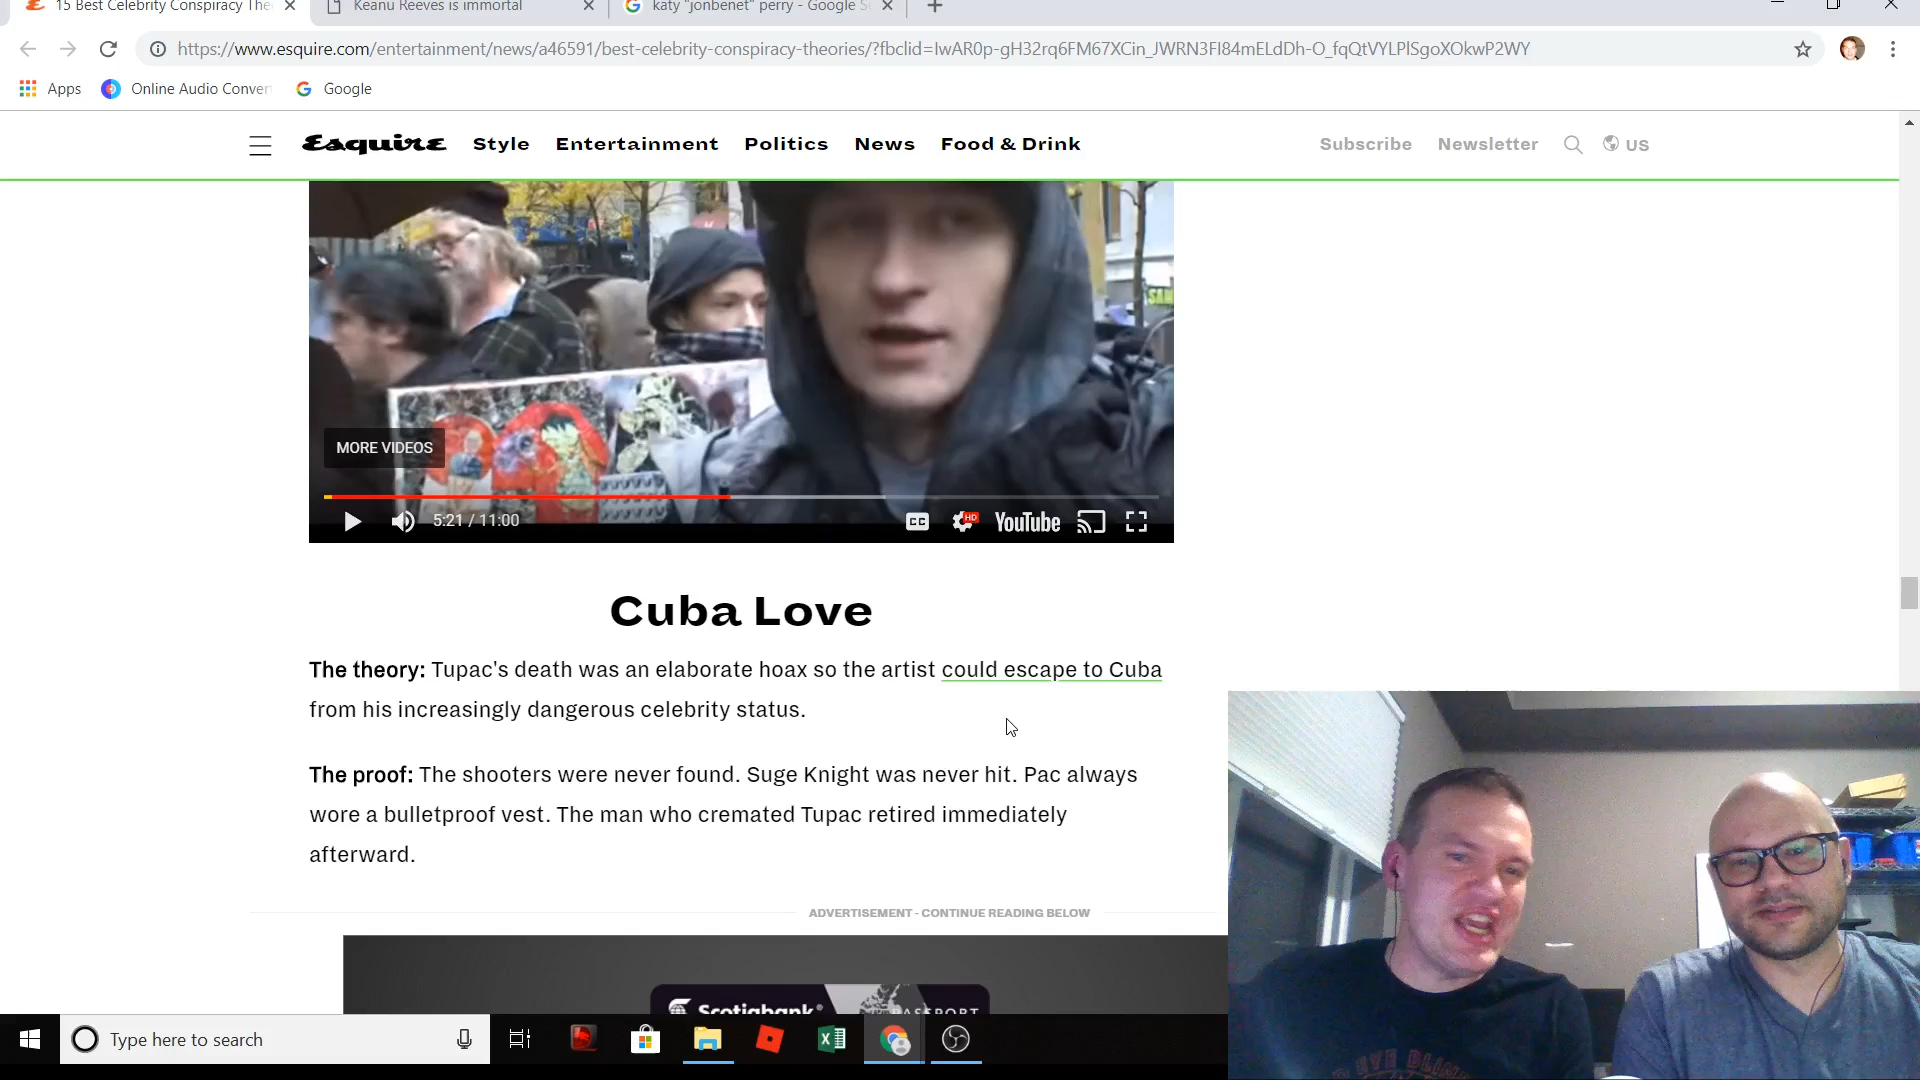 15 Best Celebrity Conspiracy The
Keanu Reeves is immortal
katy "jonbenet" perry - Google S
https://www.esquire.com/entertainment/news/a46591/best-celebrity-conspiracy-theories/?fbclid=IwAR0p-gH32rq6FM67XCin_JWRN3FI84mELdDh-O_fqQtVYLPlSgoXOkwP2WY
Apps
Online Audio Conver
Google
Esquire Style Entertainment Politics News Food & Drink Subscribe Newsletter US
MORE VIDEOS
5:21 / 11:00 CC HD YouTube
Cuba Love
The theory: Tupac's death was an elaborate hoax so the artist could escape to Cuba
from his increasingly dangerous celebrity status.
The proof: The shooters were never found. Suge Knight was never hit. Pac always
wore a bulletproof vest. The man who cremated Tupac retired immediately
afterward.
ADVERTISEMENT - CONTINUE READING BELOW
Scotiabank
PASSPORT
Type here to search
EYE BLIND